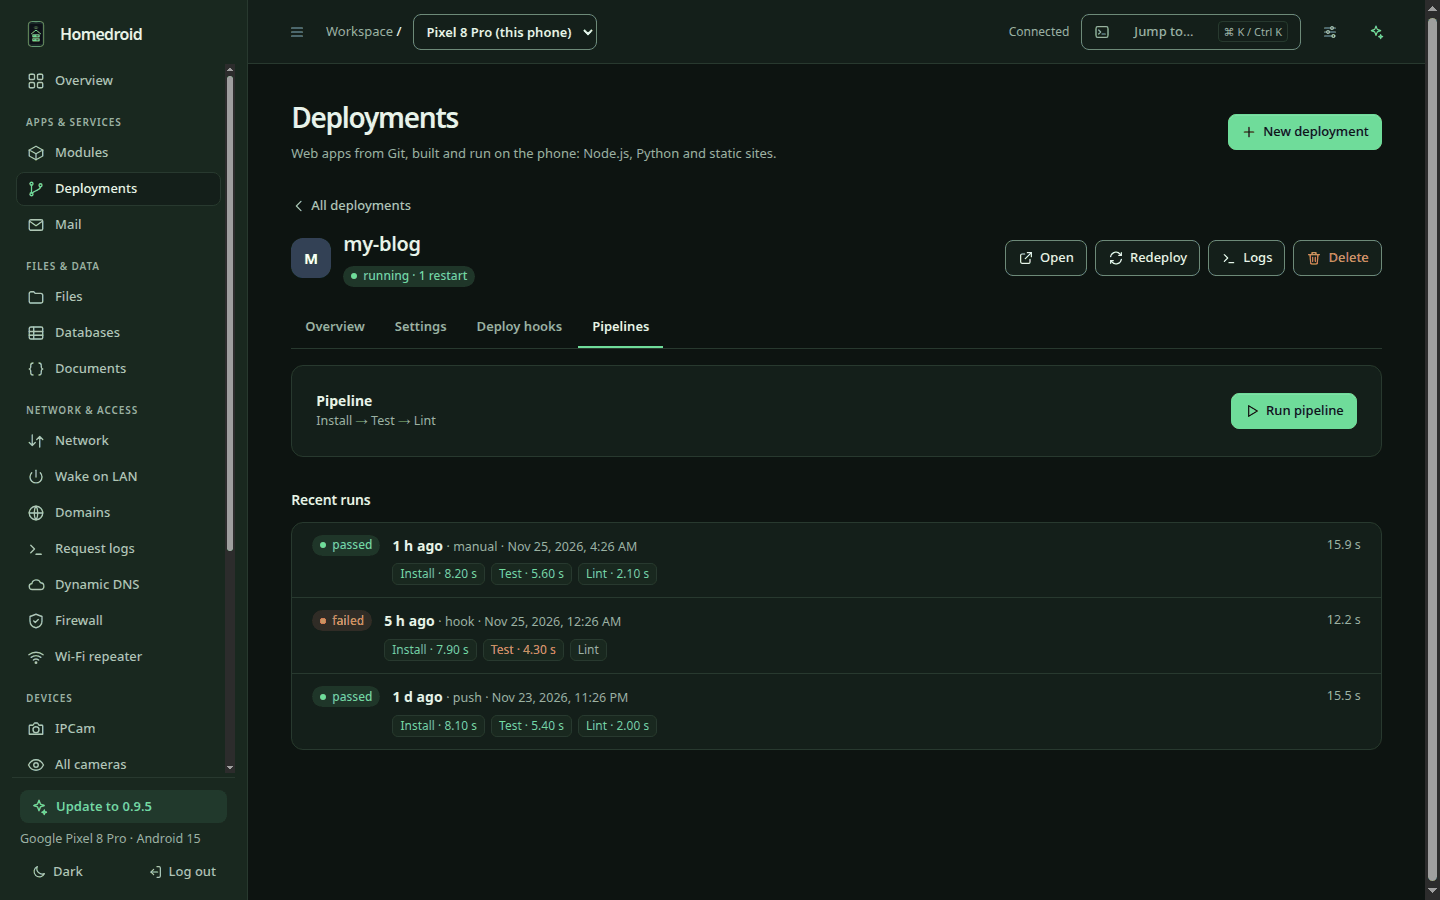 Homedroid
Overview
APPS & SERVICES
Modules
Deployments
Mail
FILES & DATA
Files
Databases
Documents
NETWORK & ACCESS
Network
Wake on LAN
Domains
Request logs
Dynamic DNS
Firewall
Wi-Fi repeater
DEVICES
IPCam
All cameras
Update to 0.9.5
Google Pixel 8 Pro · Android 15
Dark
Log out
Workspace /
Pixel 8 Pro (this phone)
Connected
Jump to...
⌘ K / Ctrl K
Deployments
Web apps from Git, built and run on the phone: Node.js, Python and static sites.
New deployment
All deployments
M
my-blog
running · 1 restart
Open
Redeploy
Logs
Delete
Overview
Settings
Deploy hooks
Pipelines
Pipeline
Install → Test → Lint
Run pipeline
Recent runs
passed
1 h ago · manual · Nov 25, 2026, 4:26 AM
15.9 s
Install · 8.20 s
Test · 5.60 s
Lint · 2.10 s
failed
5 h ago · hook · Nov 25, 2026, 12:26 AM
12.2 s
Install · 7.90 s
Test · 4.30 s
Lint
passed
1 d ago · push · Nov 23, 2026, 11:26 PM
15.5 s
Install · 8.10 s
Test · 5.40 s
Lint · 2.00 s